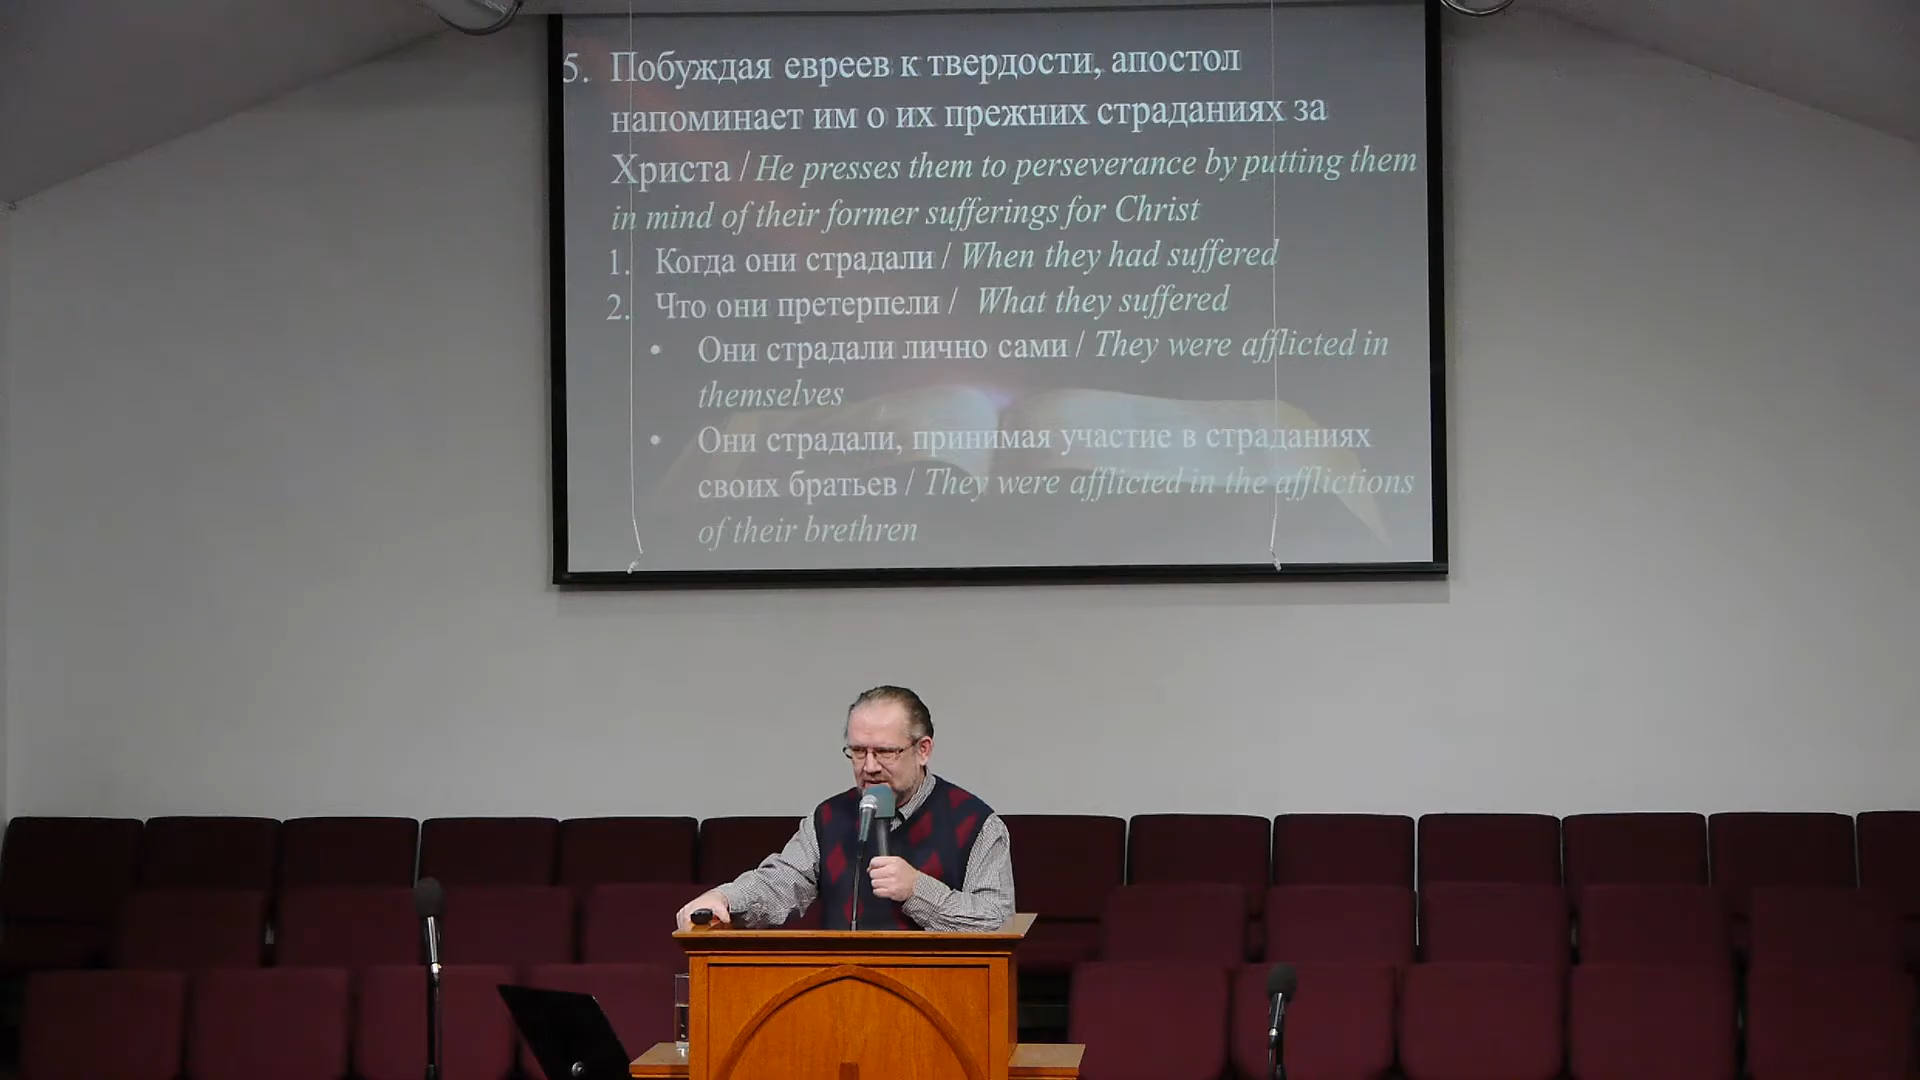 5. Побуждая евреев к твердости, апостол
напоминает им о их прежних страданиях за
Христа / He presses them to perseverance by putting them
in mind of their former sufferings for Christ
1. Когда они страдали / When they had suffered
2. Что они претерпели / What they suffered
• Они страдали лично сами / They were afflicted in
themselves
• Они страдали, принимая участие в страданиях
своих братьев / They were afflicted in the afflictions
of their brethren